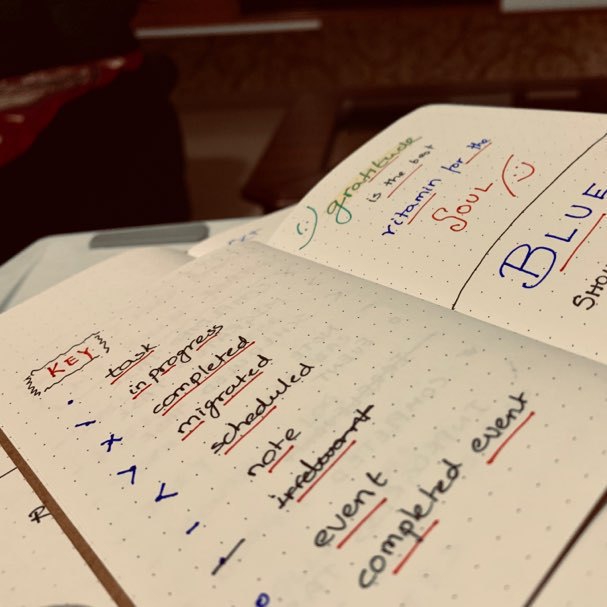 KEY
• task
/ in progress
x completed
> migrated
< scheduled
- note
— irrelevant
o event
completed event
gratitude
is the best
vitamin for the
SOUL
BLUE
SHOU
R